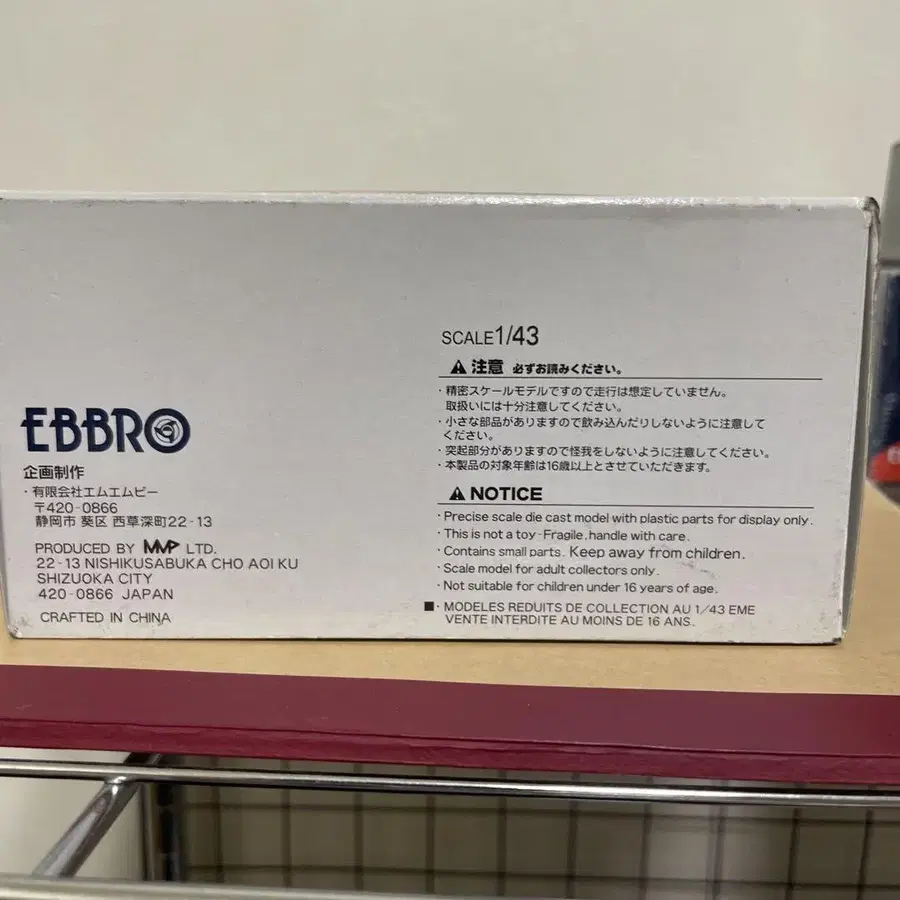 EBBRO
企画制作
・有限会社エムエムビー
〒420-0866
静岡市 葵区 西草深町22-13
PRODUCED BY MMP LTD.
22-13 NISHIKUSABUKA CHO AOI KU
SHIZUOKA CITY
420-0866 JAPAN
CRAFTED IN CHINA
SCALE1/43
⚠注意 必ずお読みください。
・精密スケールモデルですので走行は想定していません。
取扱いには十分注意してください。
・小さな部品がありますので飲み込んだりしないように注意して
ください。
・突起部分がありますので怪我をしないように注意してください。
・本製品の対象年齢は16歳以上とさせていただきます。
⚠NOTICE
・Precise scale die cast model with plastic parts for display only.
・This is not a toy-Fragile, handle with care.
・Contains small parts. Keep away from children.
・Scale model for adult collectors only.
・Not suitable for children under 16 years of age.
■・MODELES REDUITS DE COLLECTION AU 1/43 EME
VENTE INTERDITE AU MOINS DE 16 ANS.